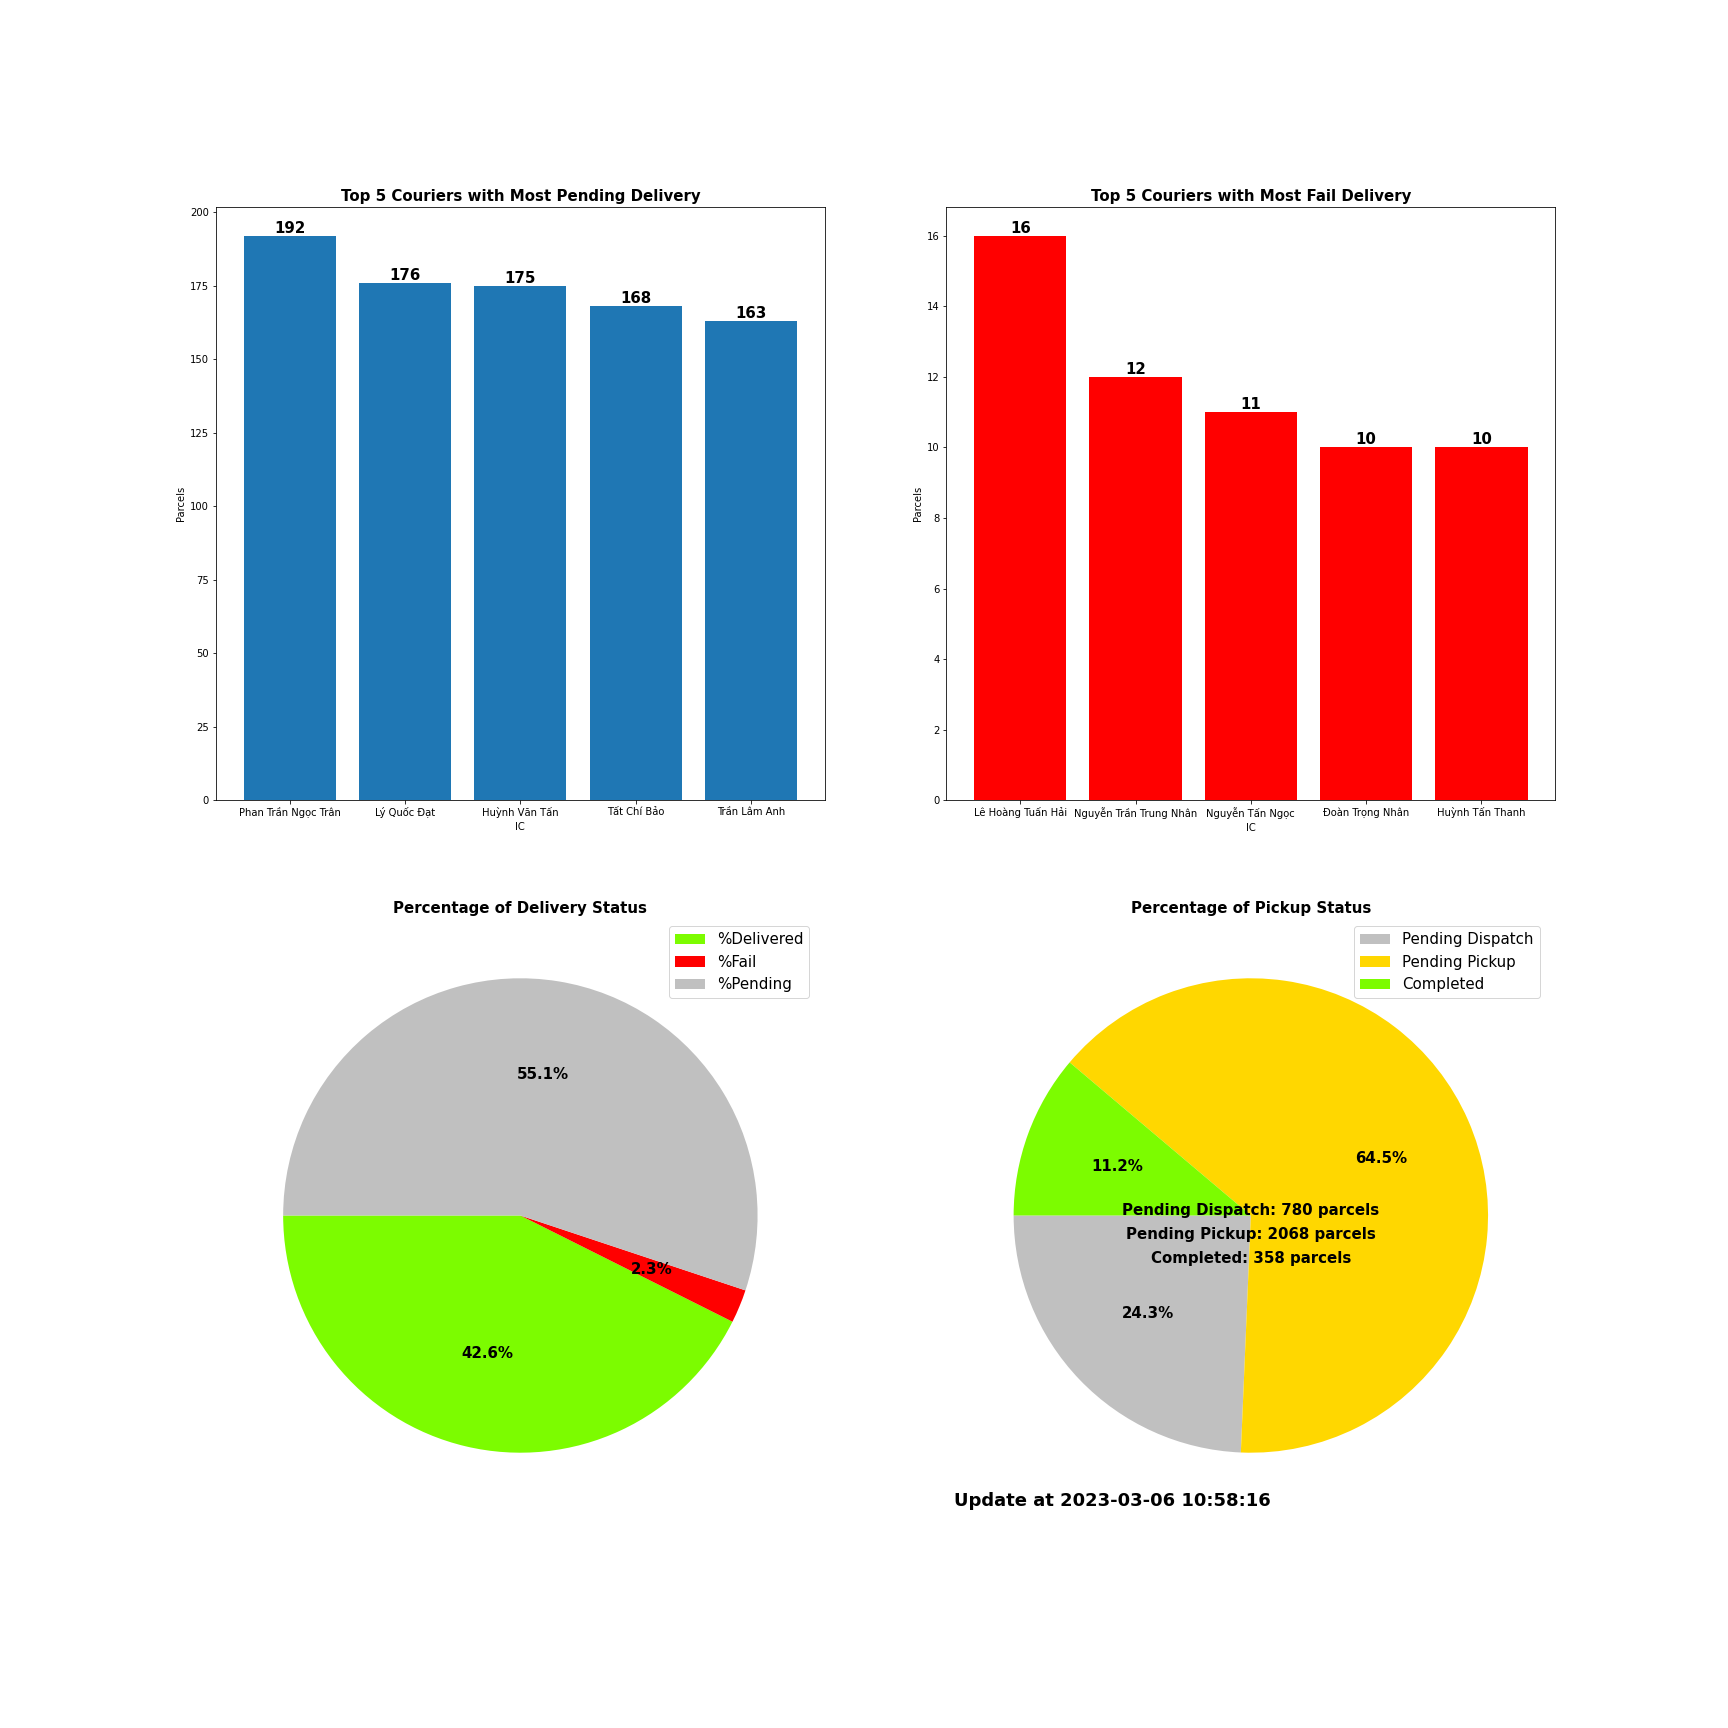 Top 5 Couriers with Most Pending Delivery
200
175
150
125
100
75
50
25
0
Parcels
192
176
175
168
163
Phan Trần Ngọc Trân
Lý Quốc Đạt
Huỳnh Văn Tấn
Tất Chí Bảo
Trần Lâm Anh
IC
Top 5 Couriers with Most Fail Delivery
16
14
12
10
8
6
4
2
0
Parcels
16
12
11
10
10
Lê Hoàng Tuấn Hải
Nguyễn Trần Trung Nhân
Nguyễn Tấn Ngọc
Đoàn Trọng Nhân
Huỳnh Tấn Thanh
IC
Percentage of Delivery Status
%Delivered
%Fail
%Pending
55.1%
2.3%
42.6%
Percentage of Pickup Status
Pending Dispatch
Pending Pickup
Completed
64.5%
11.2%
Pending Dispatch: 780 parcels
Pending Pickup: 2068 parcels
Completed: 358 parcels
24.3%
Update at 2023-03-06 10:58:16